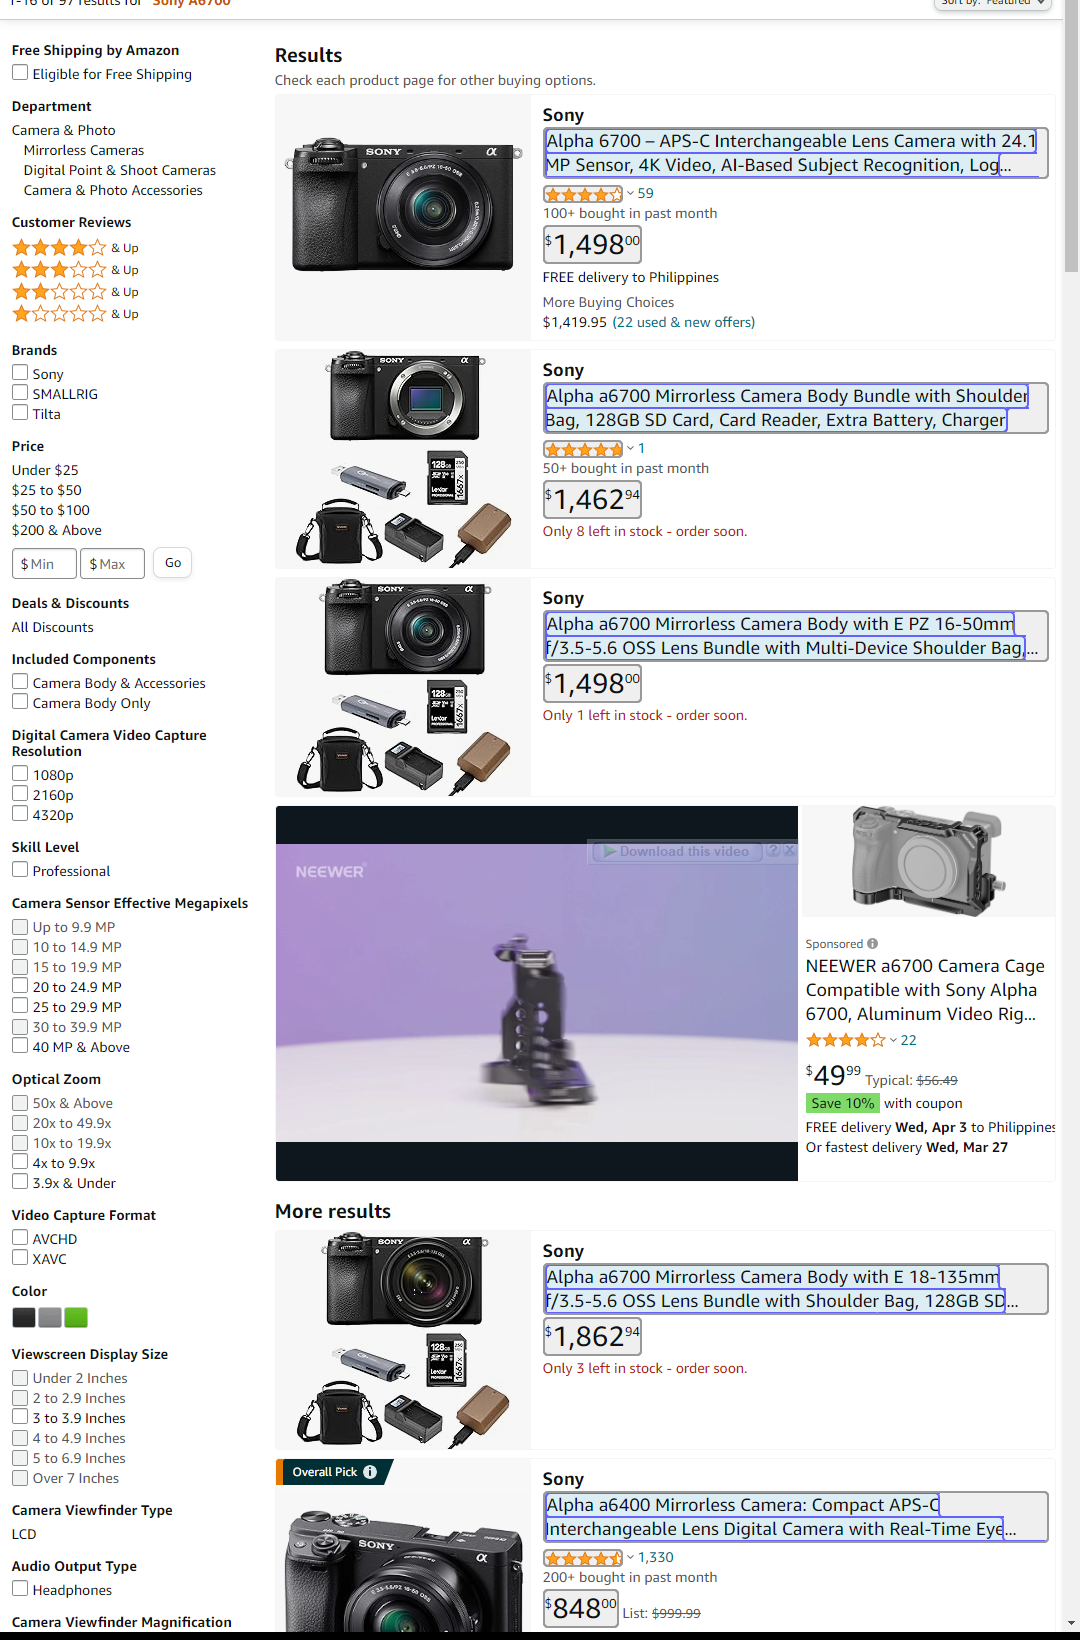 1-16 of 97 results for "Sony A6700"
Sort by: Featured
Free Shipping by Amazon
Eligible for Free Shipping
Department
Camera & Photo
Mirrorless Cameras
Digital Point & Shoot Cameras
Camera & Photo Accessories
Customer Reviews
& Up
& Up
& Up
& Up
Brands
Sony
SMALLRIG
Tilta
Price
Under $25
$25 to $50
$50 to $100
$200 & Above
$ Min $ Max Go
Deals & Discounts
All Discounts
Included Components
Camera Body & Accessories
Camera Body Only
Digital Camera Video Capture
Resolution
1080p
2160p
4320p
Skill Level
Professional
Camera Sensor Effective Megapixels
Up to 9.9 MP
10 to 14.9 MP
15 to 19.9 MP
20 to 24.9 MP
25 to 29.9 MP
30 to 39.9 MP
40 MP & Above
Optical Zoom
50x & Above
20x to 49.9x
10x to 19.9x
4x to 9.9x
3.9x & Under
Video Capture Format
AVCHD
XAVC
Color
Viewscreen Display Size
Under 2 Inches
2 to 2.9 Inches
3 to 3.9 Inches
4 to 4.9 Inches
5 to 6.9 Inches
Over 7 Inches
Camera Viewfinder Type
LCD
Audio Output Type
Headphones
Camera Viewfinder Magnification
Results
Check each product page for other buying options.
SONY α
Sony
Alpha 6700 – APS-C Interchangeable Lens Camera with 24.1
MP Sensor, 4K Video, AI-Based Subject Recognition, Log...
59
100+ bought in past month
$1,498 00
FREE delivery to Philippines
More Buying Choices
$1,419.95 (22 used & new offers)
SONY α
128GB
Lexar
PROFESSIONAL
1667x
Sony
Alpha a6700 Mirrorless Camera Body Bundle with Shoulder
Bag, 128GB SD Card, Card Reader, Extra Battery, Charger
1
50+ bought in past month
$1,462 94
Only 8 left in stock - order soon.
SONY α
128GB
Lexar
PROFESSIONAL
1667x
Sony
Alpha a6700 Mirrorless Camera Body with E PZ 16-50mm
f/3.5-5.6 OSS Lens Bundle with Multi-Device Shoulder Bag,...
$1,498 00
Only 1 left in stock - order soon.
NEEWER
Download this video ? X
Sponsored
NEEWER a6700 Camera Cage
Compatible with Sony Alpha
6700, Aluminum Video Rig...
22
$49 99 Typical: $56.49
Save 10% with coupon
FREE delivery Wed, Apr 3 to Philippines
Or fastest delivery Wed, Mar 27
More results
SONY α
128GB
Lexar
PROFESSIONAL
1667x
Sony
Alpha a6700 Mirrorless Camera Body with E 18-135mm
f/3.5-5.6 OSS Lens Bundle with Shoulder Bag, 128GB SD...
$1,862 94
Only 3 left in stock - order soon.
Overall Pick
SONY α
Sony
Alpha a6400 Mirrorless Camera: Compact APS-C
Interchangeable Lens Digital Camera with Real-Time Eye...
1,330
200+ bought in past month
$848 00 List: $999.99